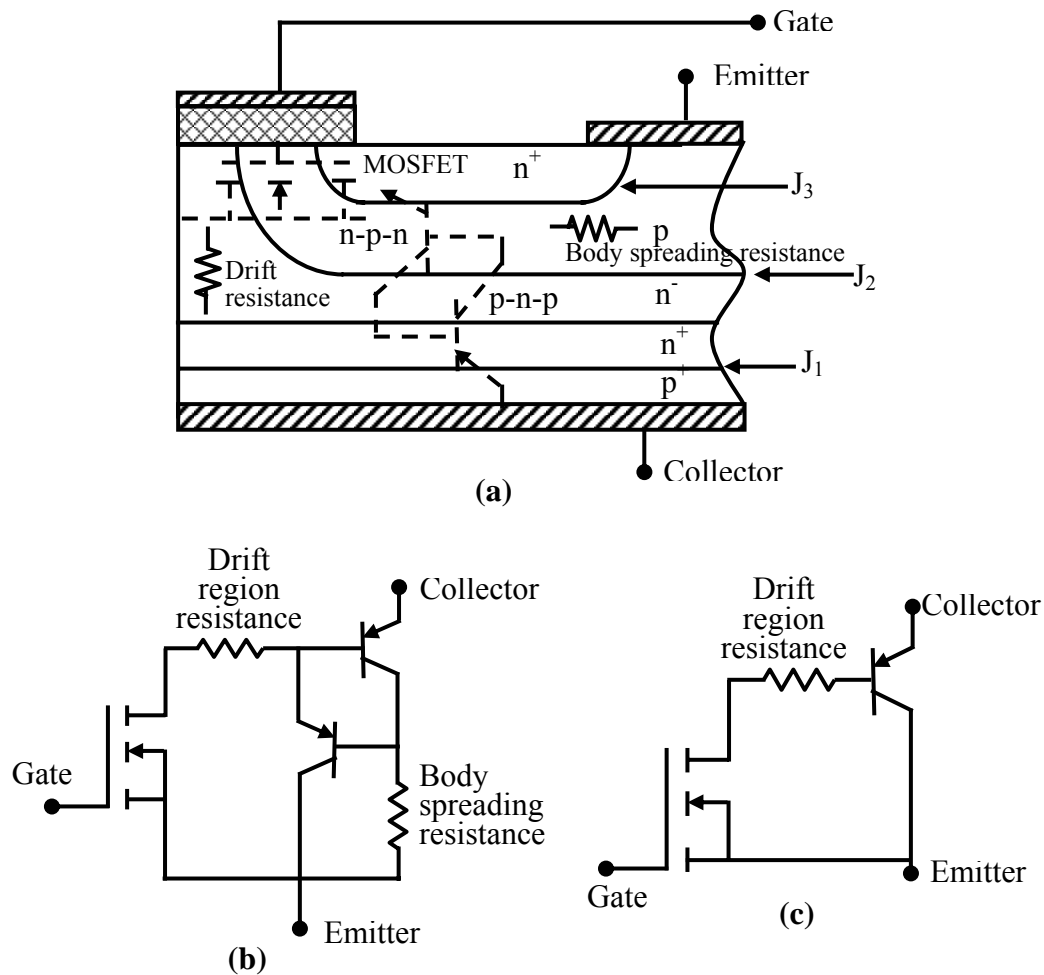 Gate
Emitter
MOSFET
n+
J3
n-p-n
p
Body spreading resistance
Drift
resistance
J2
p-n-p
n-
n+
J1
p+
Collector
(a)
Drift
region
resistance
Collector
Gate
Body
spreading
resistance
Emitter
(b)
Drift
region
resistance
Collector
Gate
Emitter
(c)